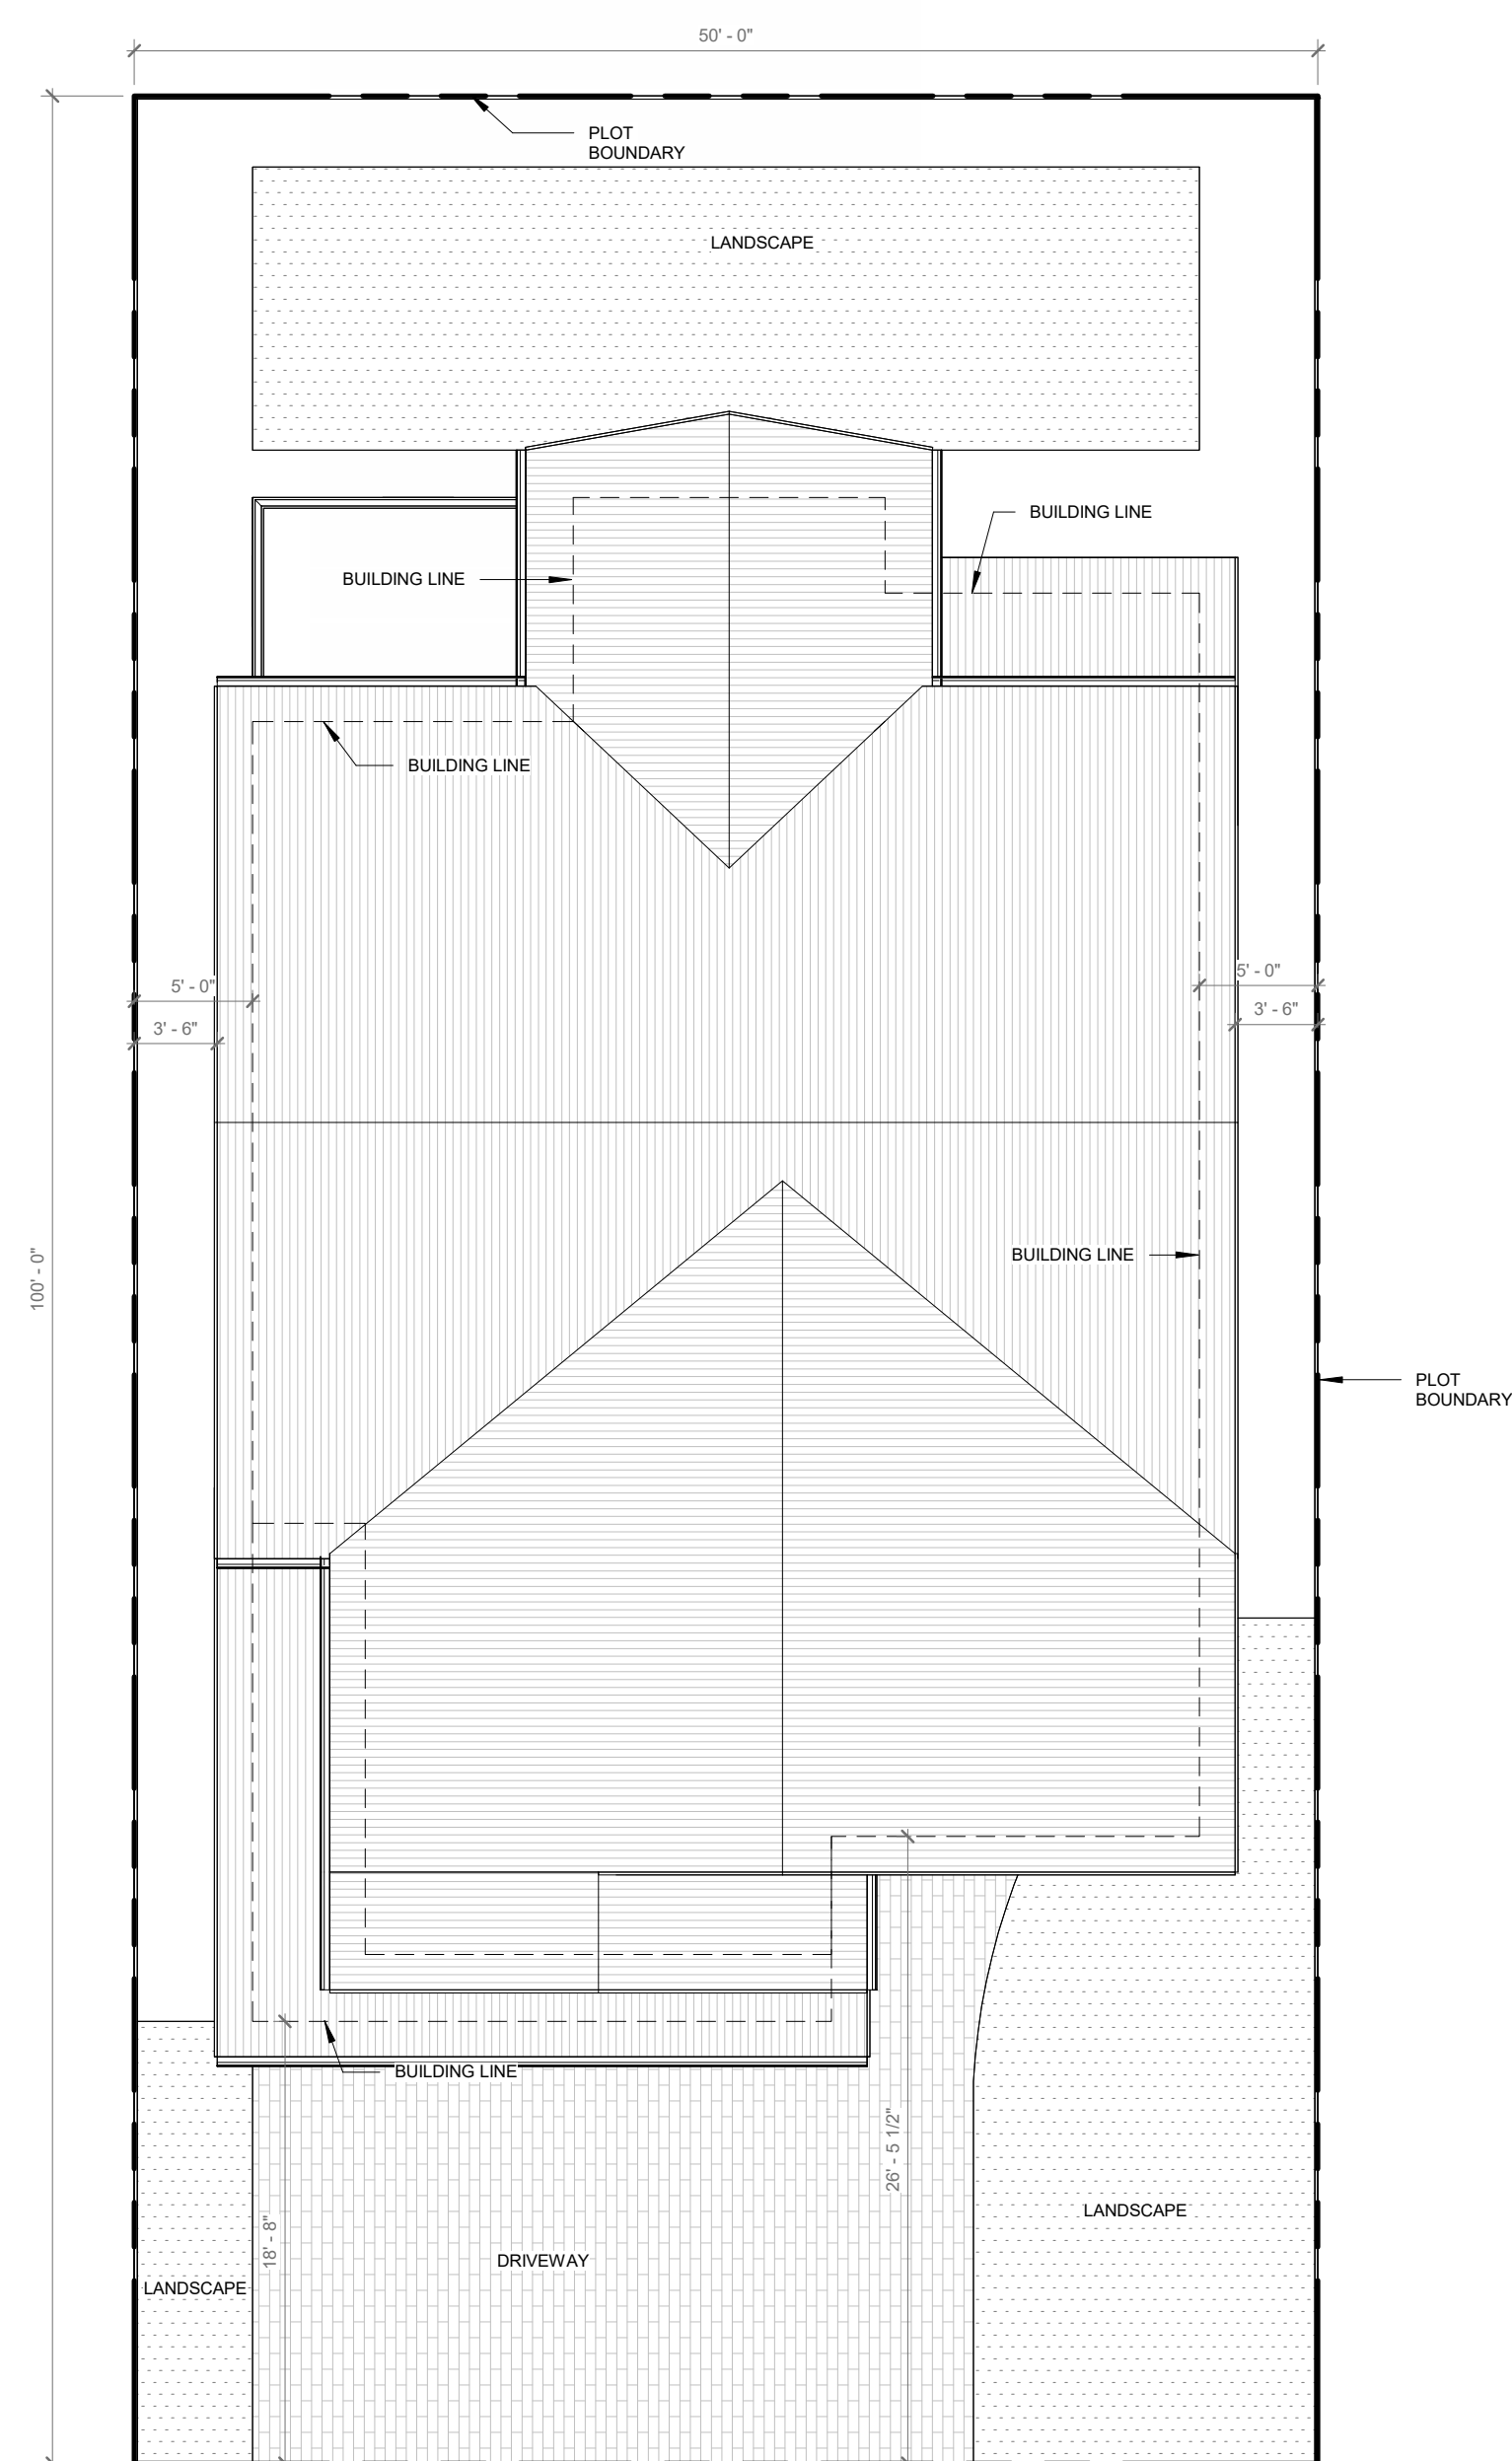 50' - 0"
PLOT
BOUNDARY
LANDSCAPE
BUILDING LINE
BUILDING LINE
BUILDING LINE
5' - 0"
5' - 0"
3' - 6"
3' - 6"
100' - 0"
BUILDING LINE
PLOT
BOUNDARY
BUILDING LINE
26' - 5 1/2"
18' - 8"
LANDSCAPE
DRIVEWAY
LANDSCAPE